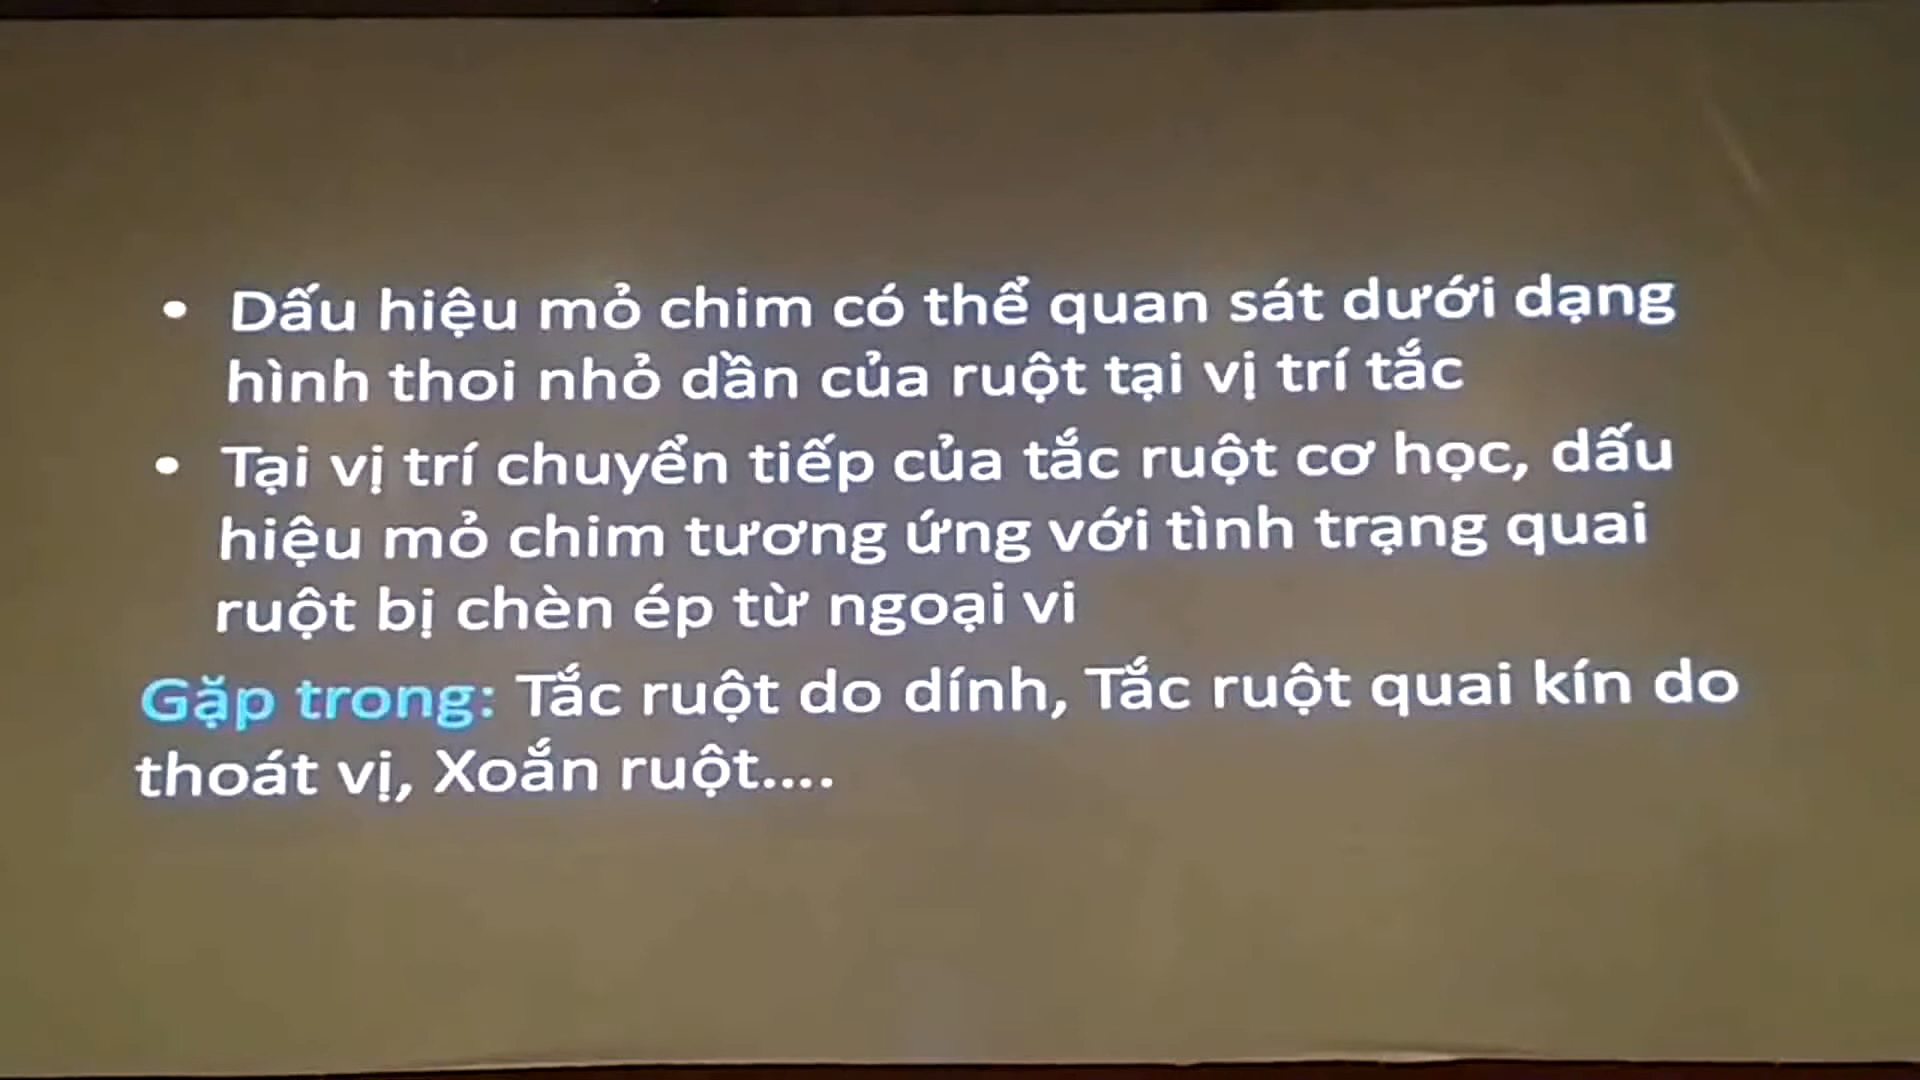 • Dấu hiệu mỏ chim có thể quan sát dưới dạng
hình thoi nhỏ dần của ruột tại vị trí tắc
• Tại vị trí chuyển tiếp của tắc ruột cơ học, dấu
hiệu mỏ chim tương ứng với tình trạng quai
ruột bị chèn ép từ ngoại vi
Gặp trong: Tắc ruột do dính, Tắc ruột quai kín do
thoát vị, Xoắn ruột....